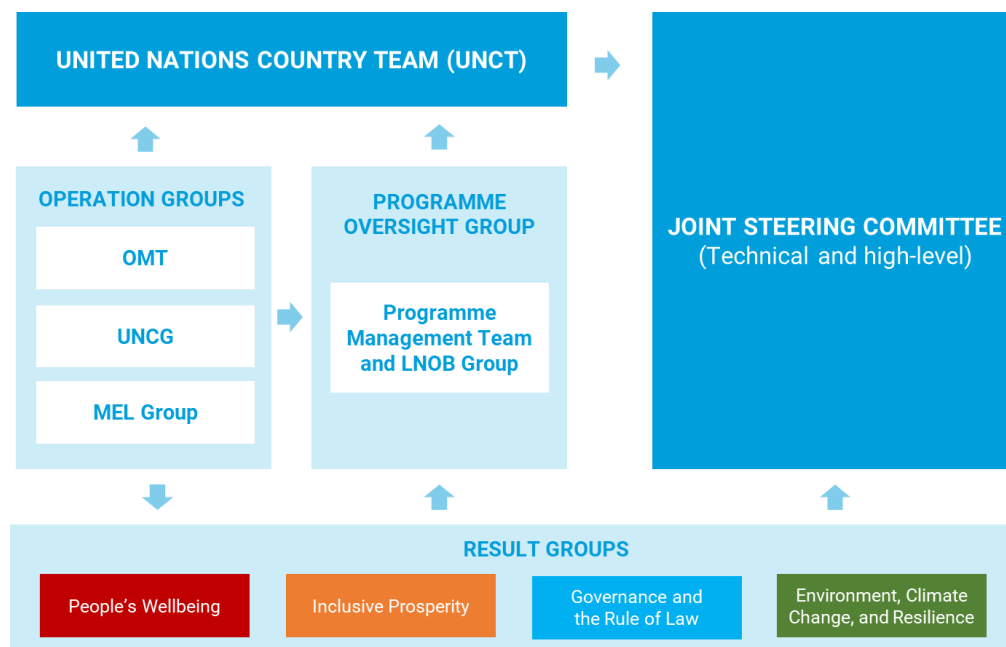 UNITED NATIONS COUNTRY TEAM (UNCT)
OPERATION GROUPS
OMT
UNCG
MEL Group
PROGRAMME
OVERSIGHT GROUP
Programme
Management Team
and LNOB Group
JOINT STEERING COMMITTEE
(Technical and high-level)
RESULT GROUPS
People’s Wellbeing
Inclusive Prosperity
Governance and
the Rule of Law
Environment, Climate
Change, and Resilience